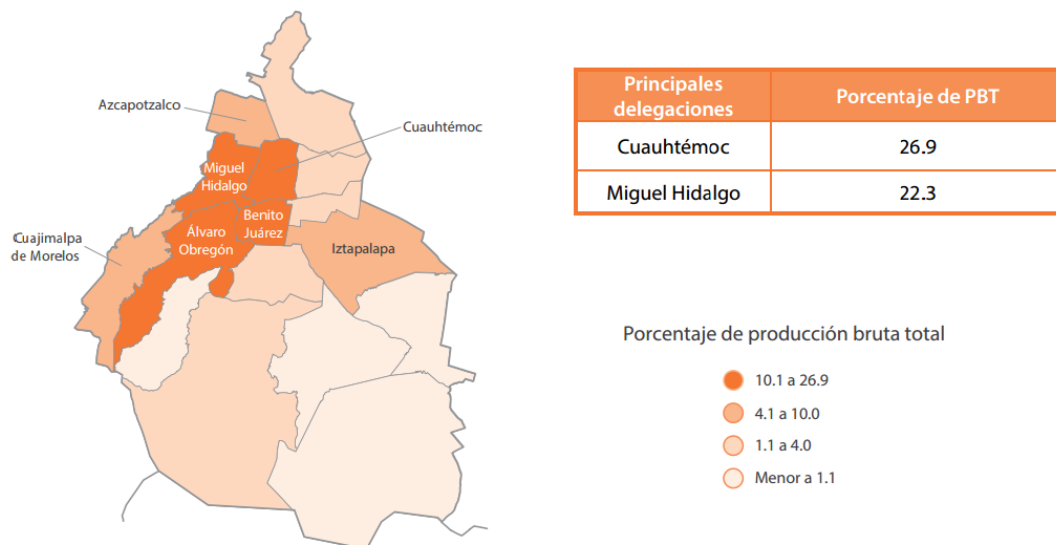 Azcapotzalco
Cuauhtémoc
Miguel
Hidalgo
Benito
Juárez
Álvaro
Obregón
Cuajimalpa
de Morelos
Iztapalapa
Principales
delegaciones
Porcentaje de PBT
Cuauhtémoc 26.9
Miguel Hidalgo 22.3
Porcentaje de producción bruta total
10.1 a 26.9
4.1 a 10.0
1.1 a 4.0
Menor a 1.1